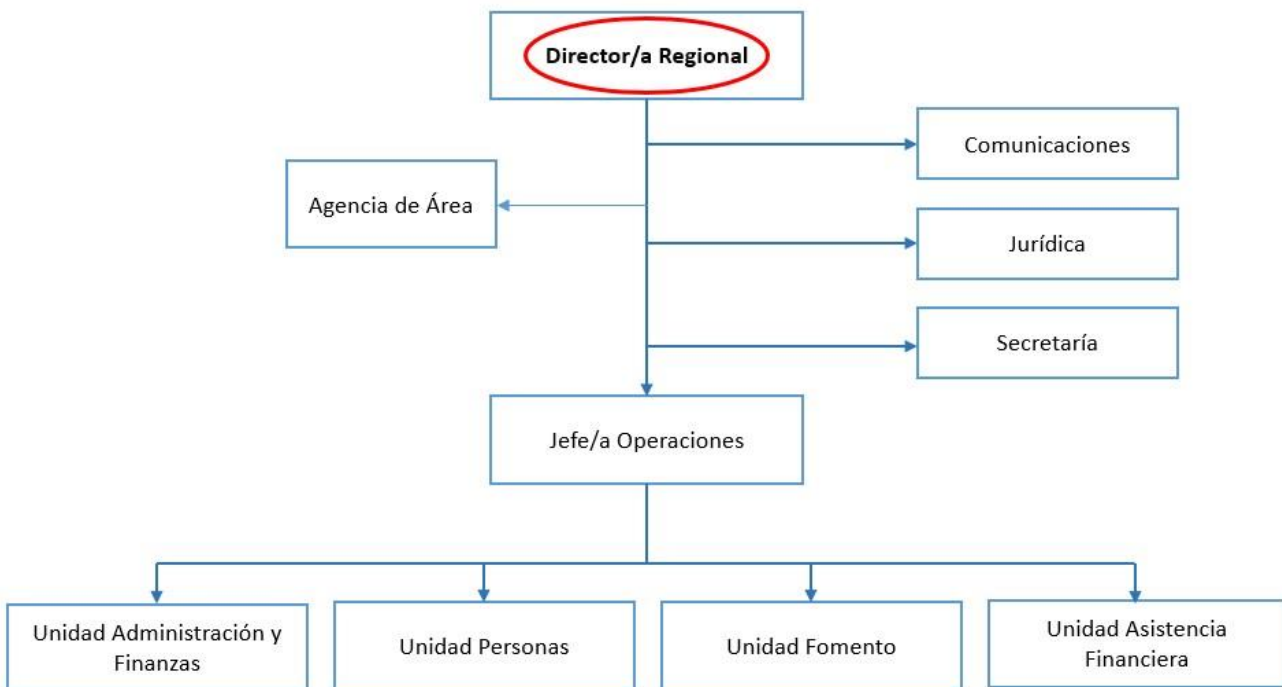 Director/a Regional
Comunicaciones
Agencia de Área
Jurídica
Secretaría
Jefe/a Operaciones
Unidad Administración y
Finanzas
Unidad Personas
Unidad Fomento
Unidad Asistencia
Financiera